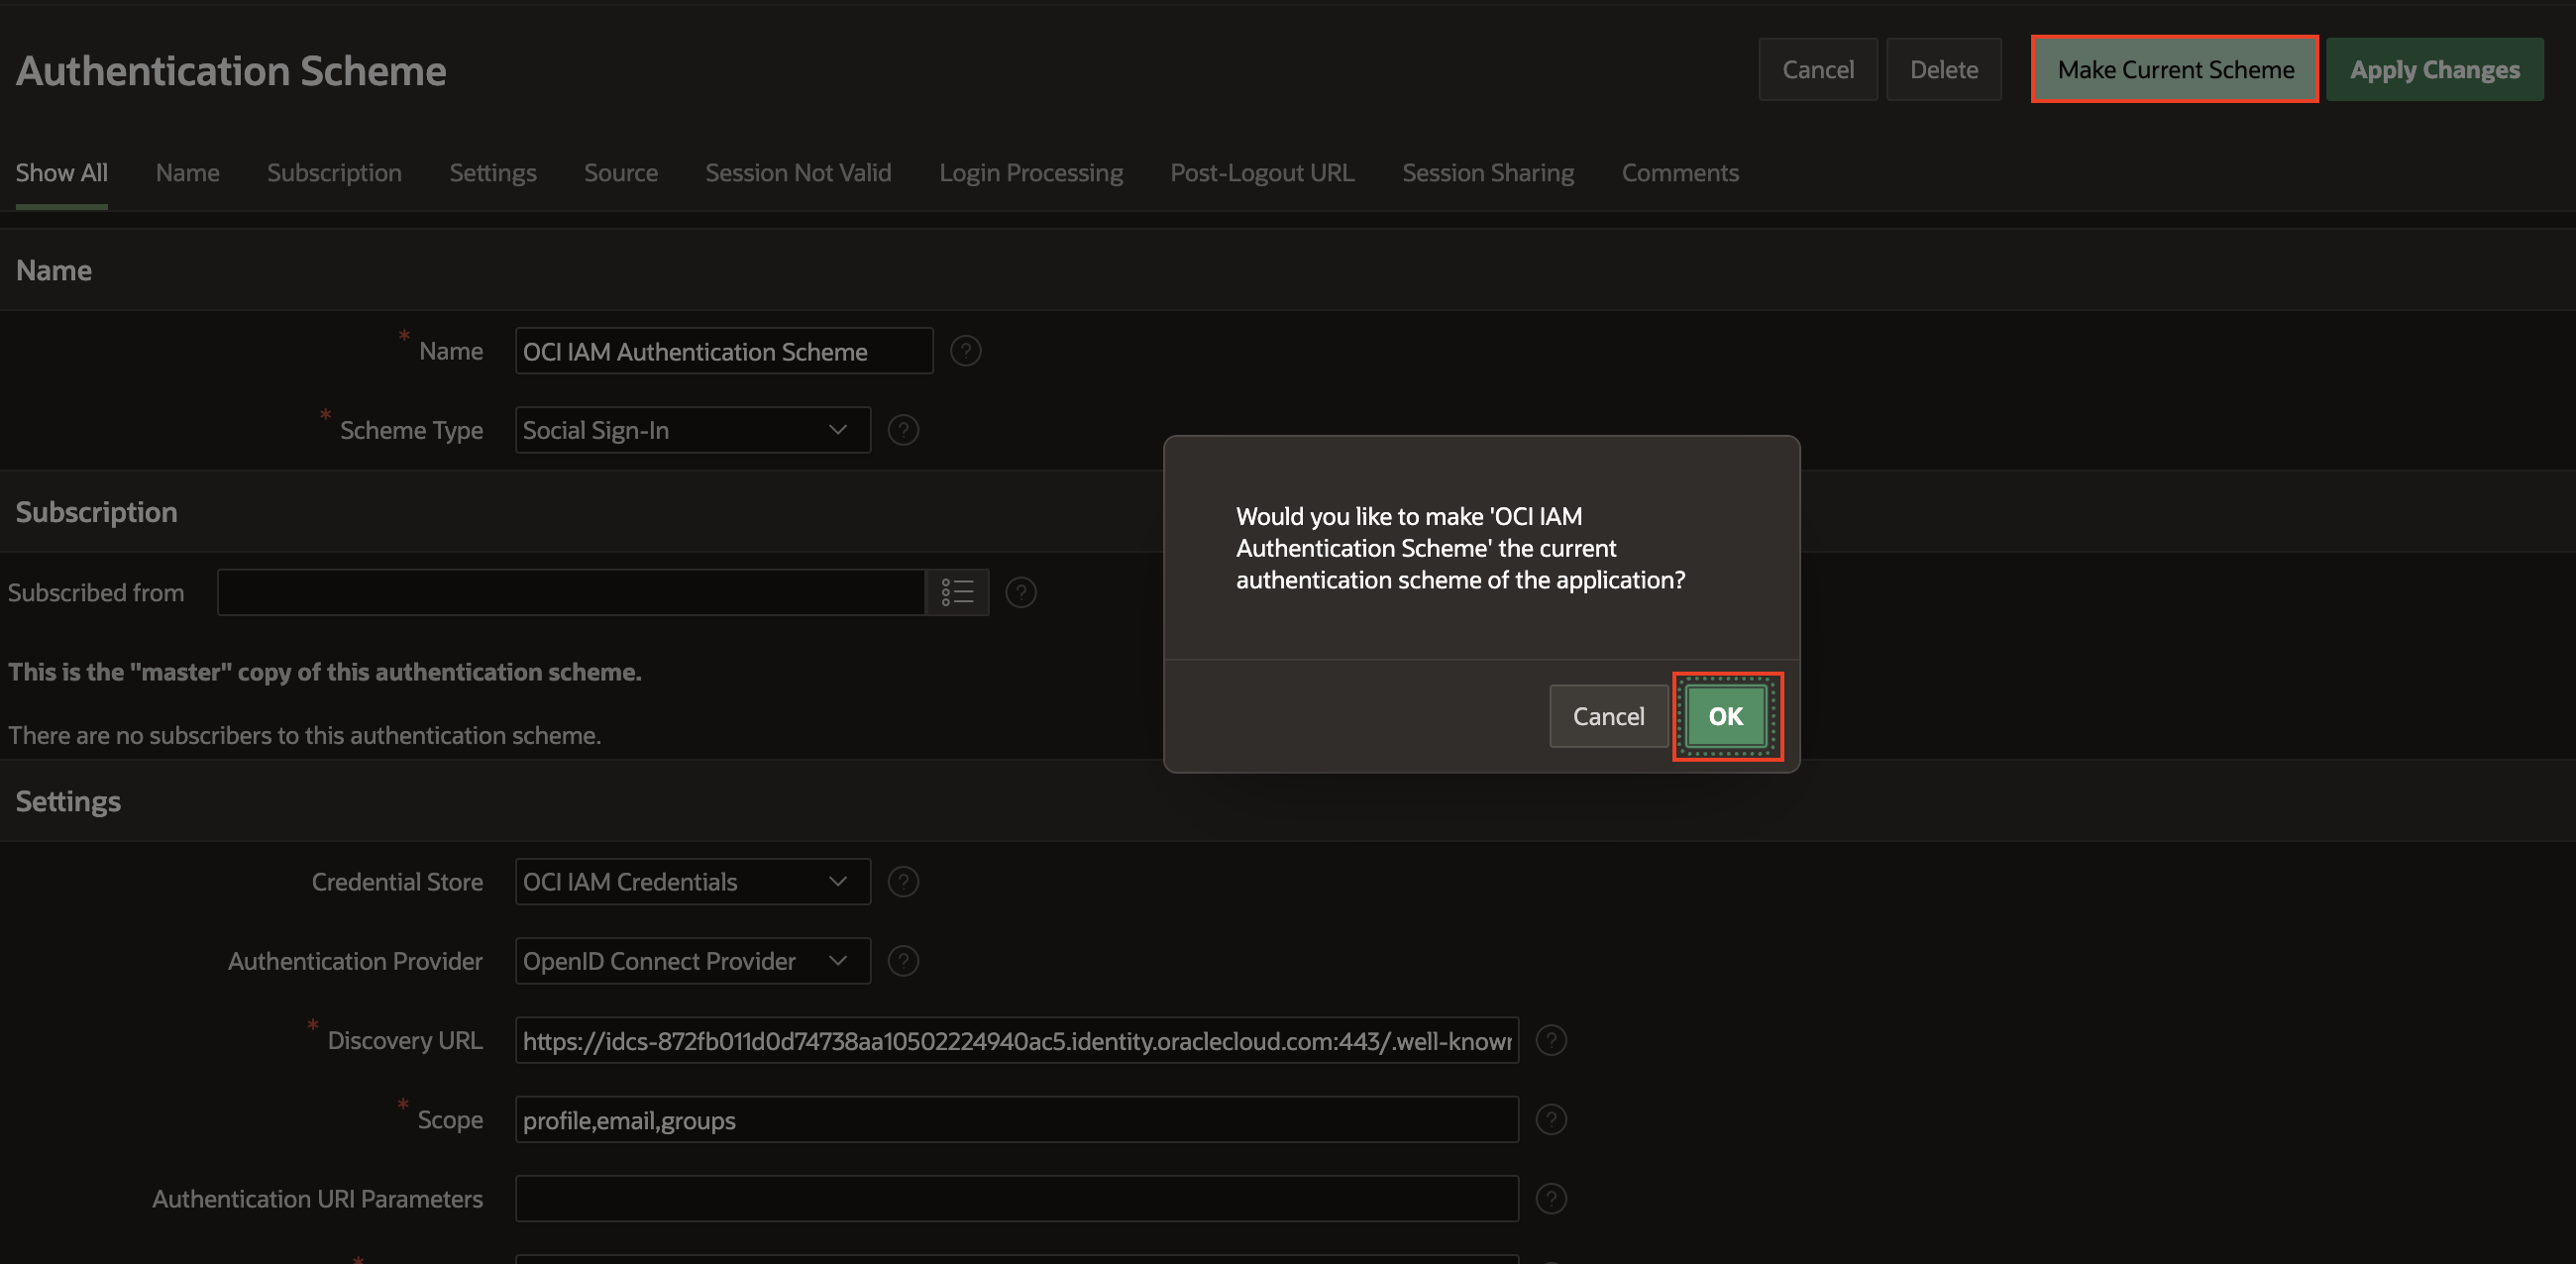 Authentication Scheme
Cancel
Delete
Make Current Scheme
Apply Changes
Show All
Name
Subscription
Settings
Source
Session Not Valid
Login Processing
Post-Logout URL
Session Sharing
Comments
Name
* Name
OCI IAM Authentication Scheme
?
* Scheme Type
Social Sign-In
?
Subscription
Subscribed from
?
This is the "master" copy of this authentication scheme.
There are no subscribers to this authentication scheme.
Would you like to make 'OCI IAM
Authentication Scheme' the current
authentication scheme of the application?
Cancel
OK
Settings
Credential Store
OCI IAM Credentials
?
Authentication Provider
OpenID Connect Provider
?
* Discovery URL
https://idcs-872fb011d0d74738aa10502224940ac5.identity.oraclecloud.com:443/.well-known
?
* Scope
profile,email,groups
?
Authentication URI Parameters
?
*